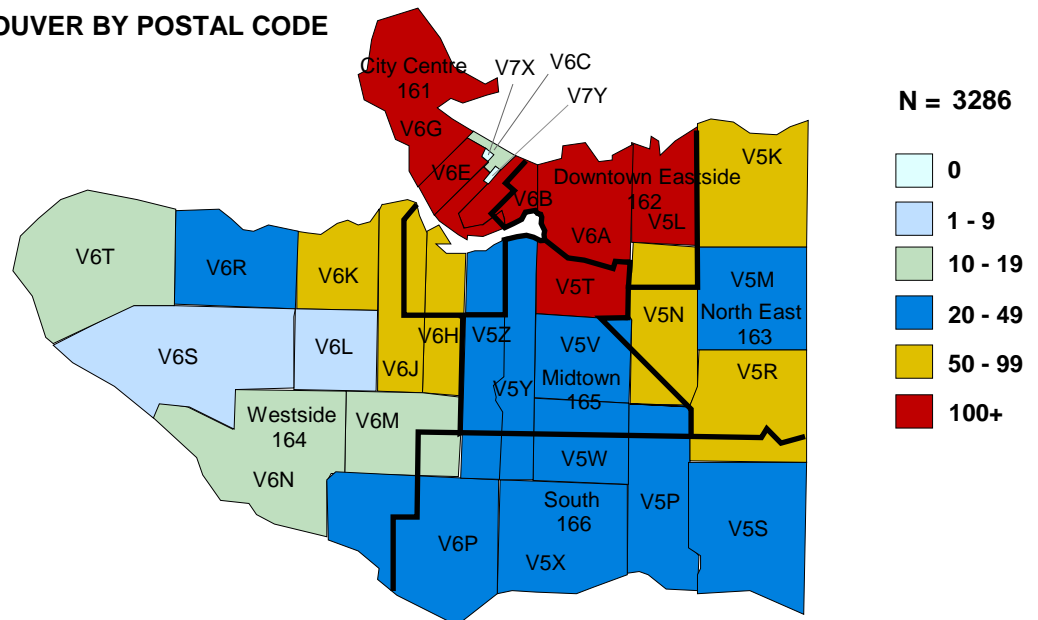 OUVER BY POSTAL CODE
City Centre
161
V7X
V6C
V7Y
V6G
V6E
V6B
Downtown Eastside
162
V5L
V6A
V5K
V6T
V6R
V6K
V5T
V5M
North East
163
V6S
V6L
V6J
V6H
V5Z
V5Y
V5V
V5N
V5R
Midtown
165
Westside
164
V6M
V6N
V5W
South
166
V5P
V5S
V6P
V5X
N = 3286
0
1 - 9
10 - 19
20 - 49
50 - 99
100+